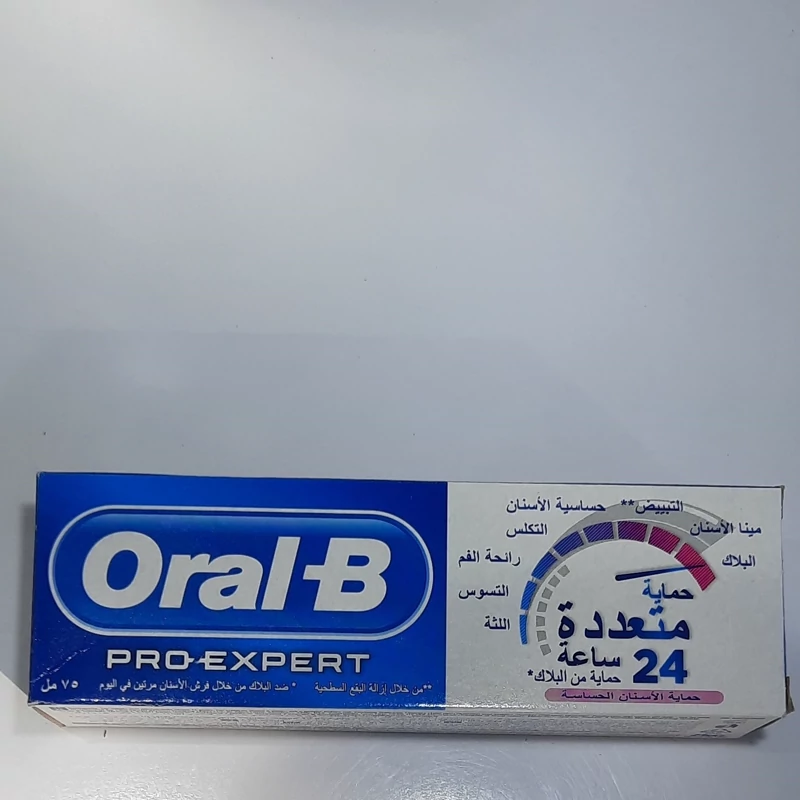 Oral-B
PRO-EXPERT
**من خلال إزالة البقع السطحية * ضد البلاك من خلال فرش الأسنان مرتين في اليوم
٧٥ مل
مينا الأسنان
التبييض**
حساسية الأسنان
التكلس
رائحة الفم
التسوس
اللثة
البلاك
حماية
متعددة
24 ساعة
حماية من البلاك*
حماية الأسنان الحساسة